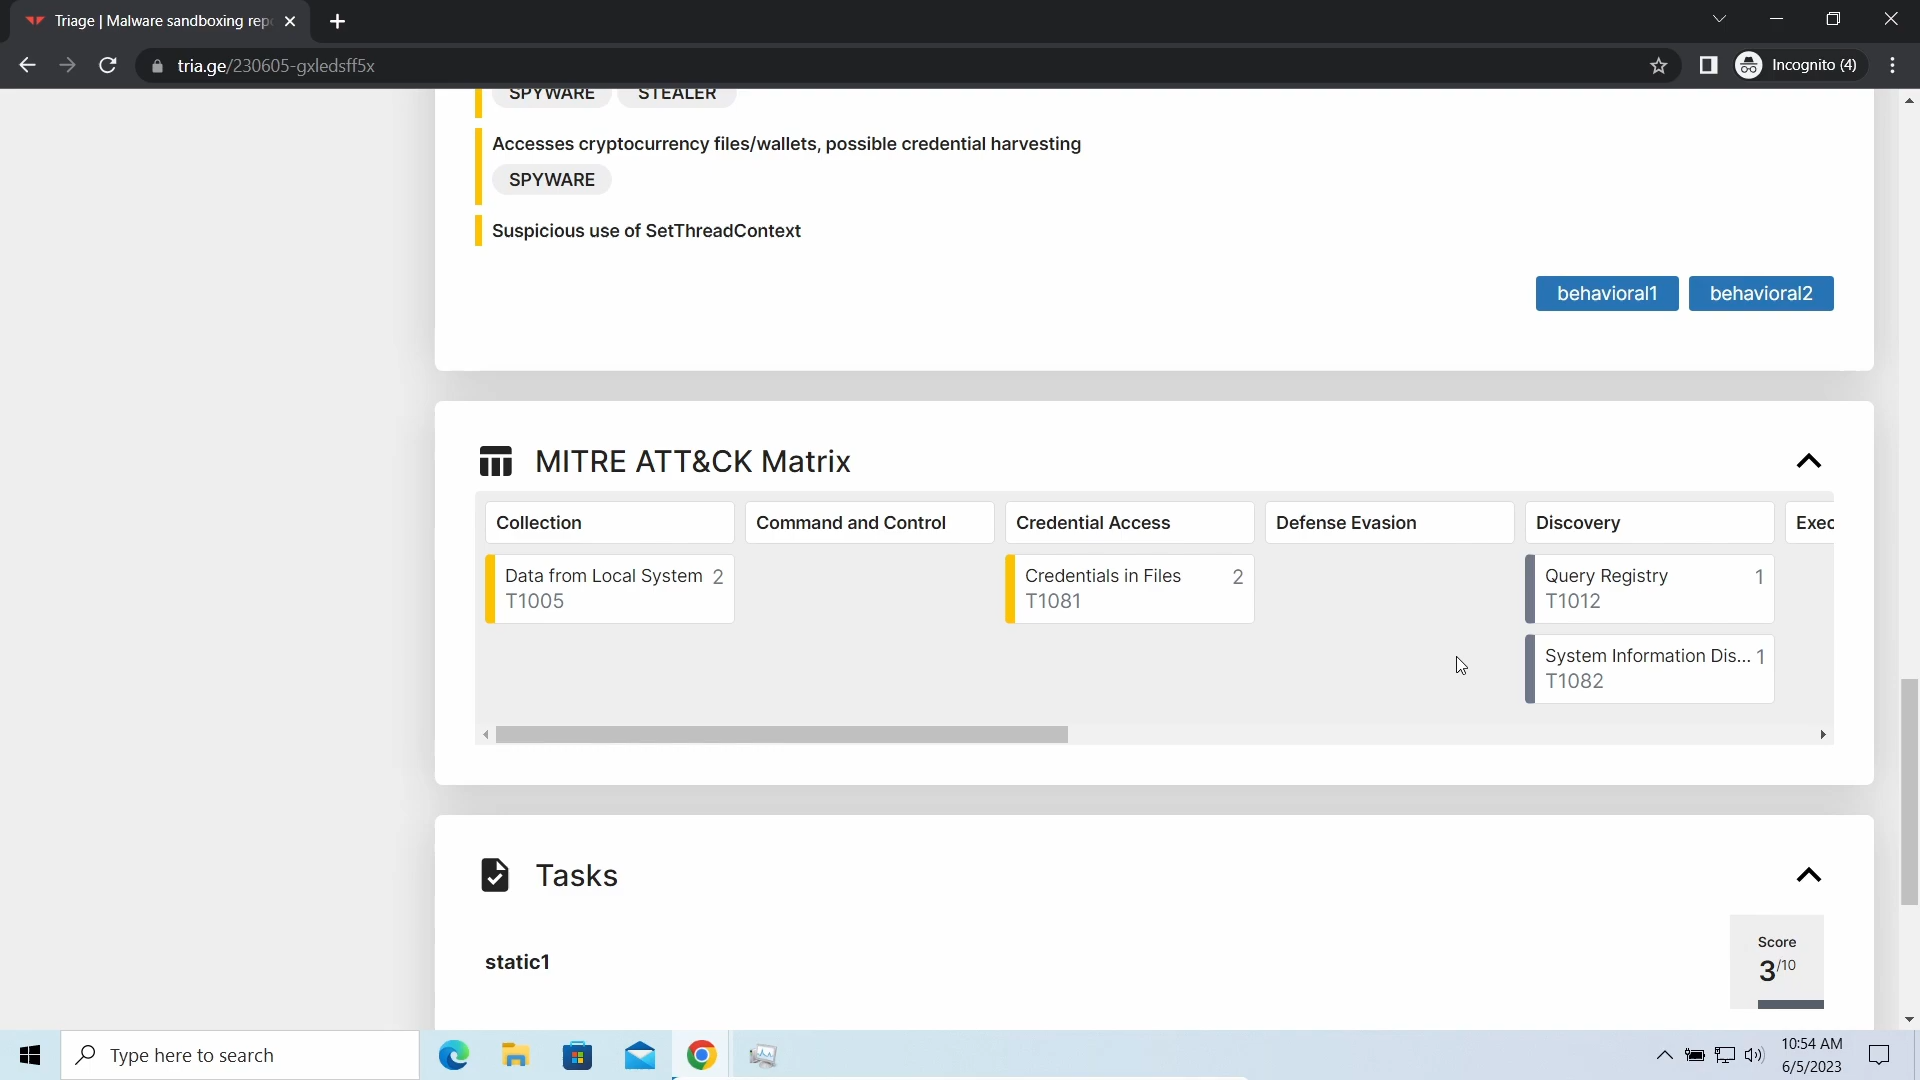 Triage | Malware sandboxing rep
tria.ge/230605-gxledsff5x
Incognito (4)
SPYWARE STEALER
Accesses cryptocurrency files/wallets, possible credential harvesting
SPYWARE
Suspicious use of SetThreadContext
behavioral1 behavioral2
MITRE ATT&CK Matrix
Collection Command and Control Credential Access Defense Evasion Discovery Exec
Data from Local System 2 Credentials in Files 2 Query Registry 1
T1005 T1081 T1012
System Information Dis... 1
T1082
Tasks
Score
static1
3/10
Type here to search
10:54 AM
6/5/2023